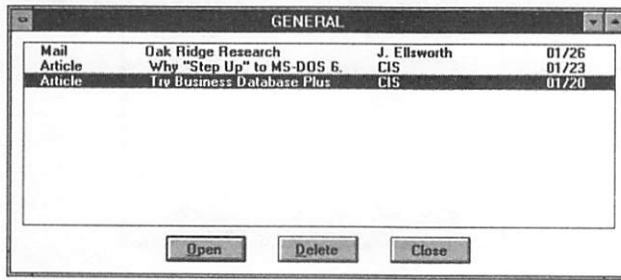 GENERAL
Mail Oak Ridge Research J. Ellsworth 01/26
Article Why "Step Up" to MS-DOS 6. CIS 01/23
Article Try Business Database Plus CIS 01/20
Open Delete Close